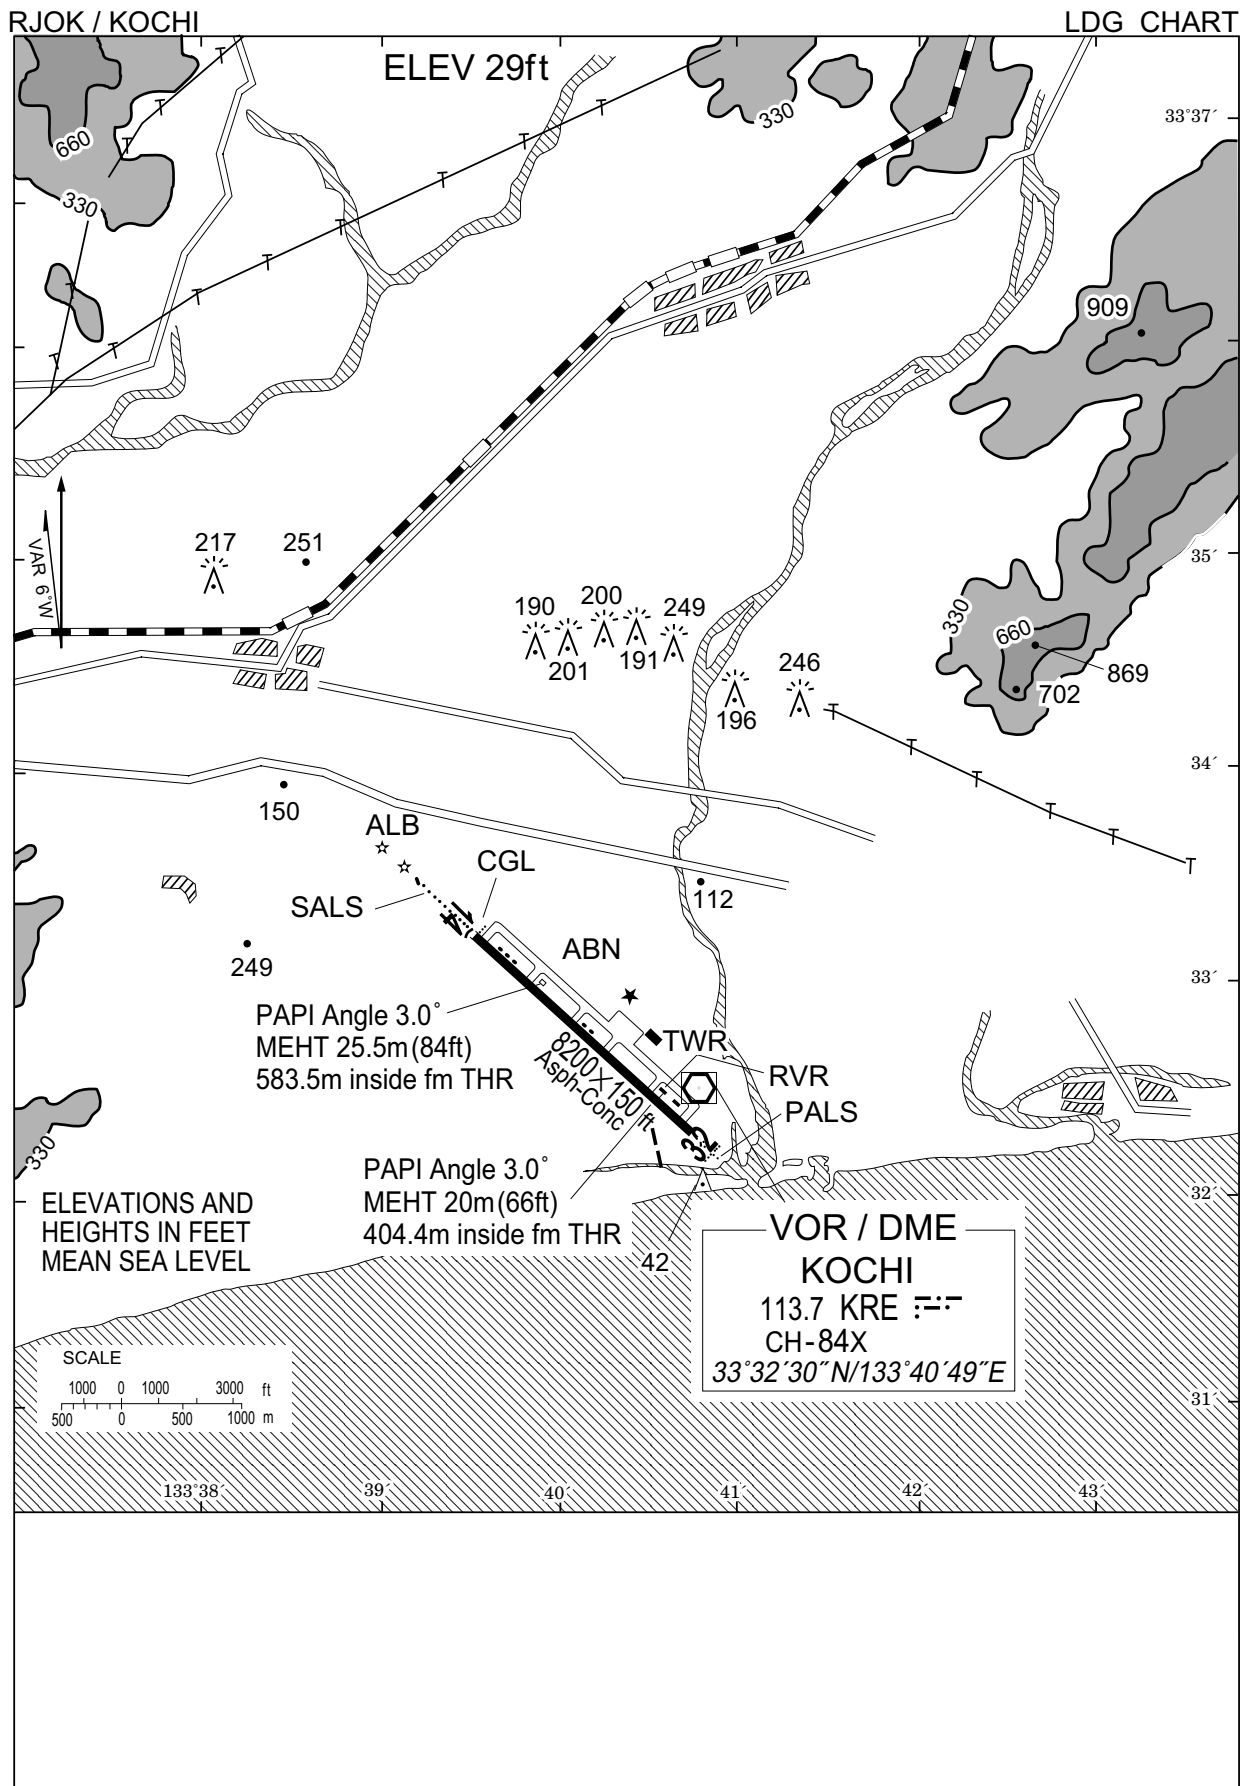 RJOK / KOCHI
LDG CHART
ELEV 29ft
33°37´
660
330
330
909
217
251
VAR 6°W
35´
190
200
249
201
191
246
196
330
660
869
702
34´
150
ALB
CGL
SALS
112
249
ABN
33´
PAPI Angle 3.0°
MEHT 25.5m(84ft)
583.5m inside fm THR
TWR
8200×150 ft
Asph-Conc
RVR
PALS
14
32
330
PAPI Angle 3.0°
MEHT 20m(66ft)
404.4m inside fm THR
42
32´
ELEVATIONS AND
HEIGHTS IN FEET
MEAN SEA LEVEL
VOR / DME
KOCHI
113.7 KRE
CH-84X
33°32´30˝N/133°40´49˝E
SCALE
1000 0 1000 3000 ft
500 0 500 1000 m
31´
133°38´
39´
40´
41´
42´
43´